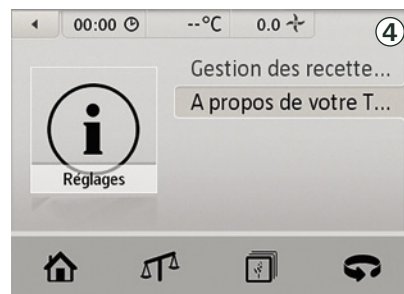 00:00 --°C 0.0 4
Gestion des recette...
A propos de votre T...
Réglages